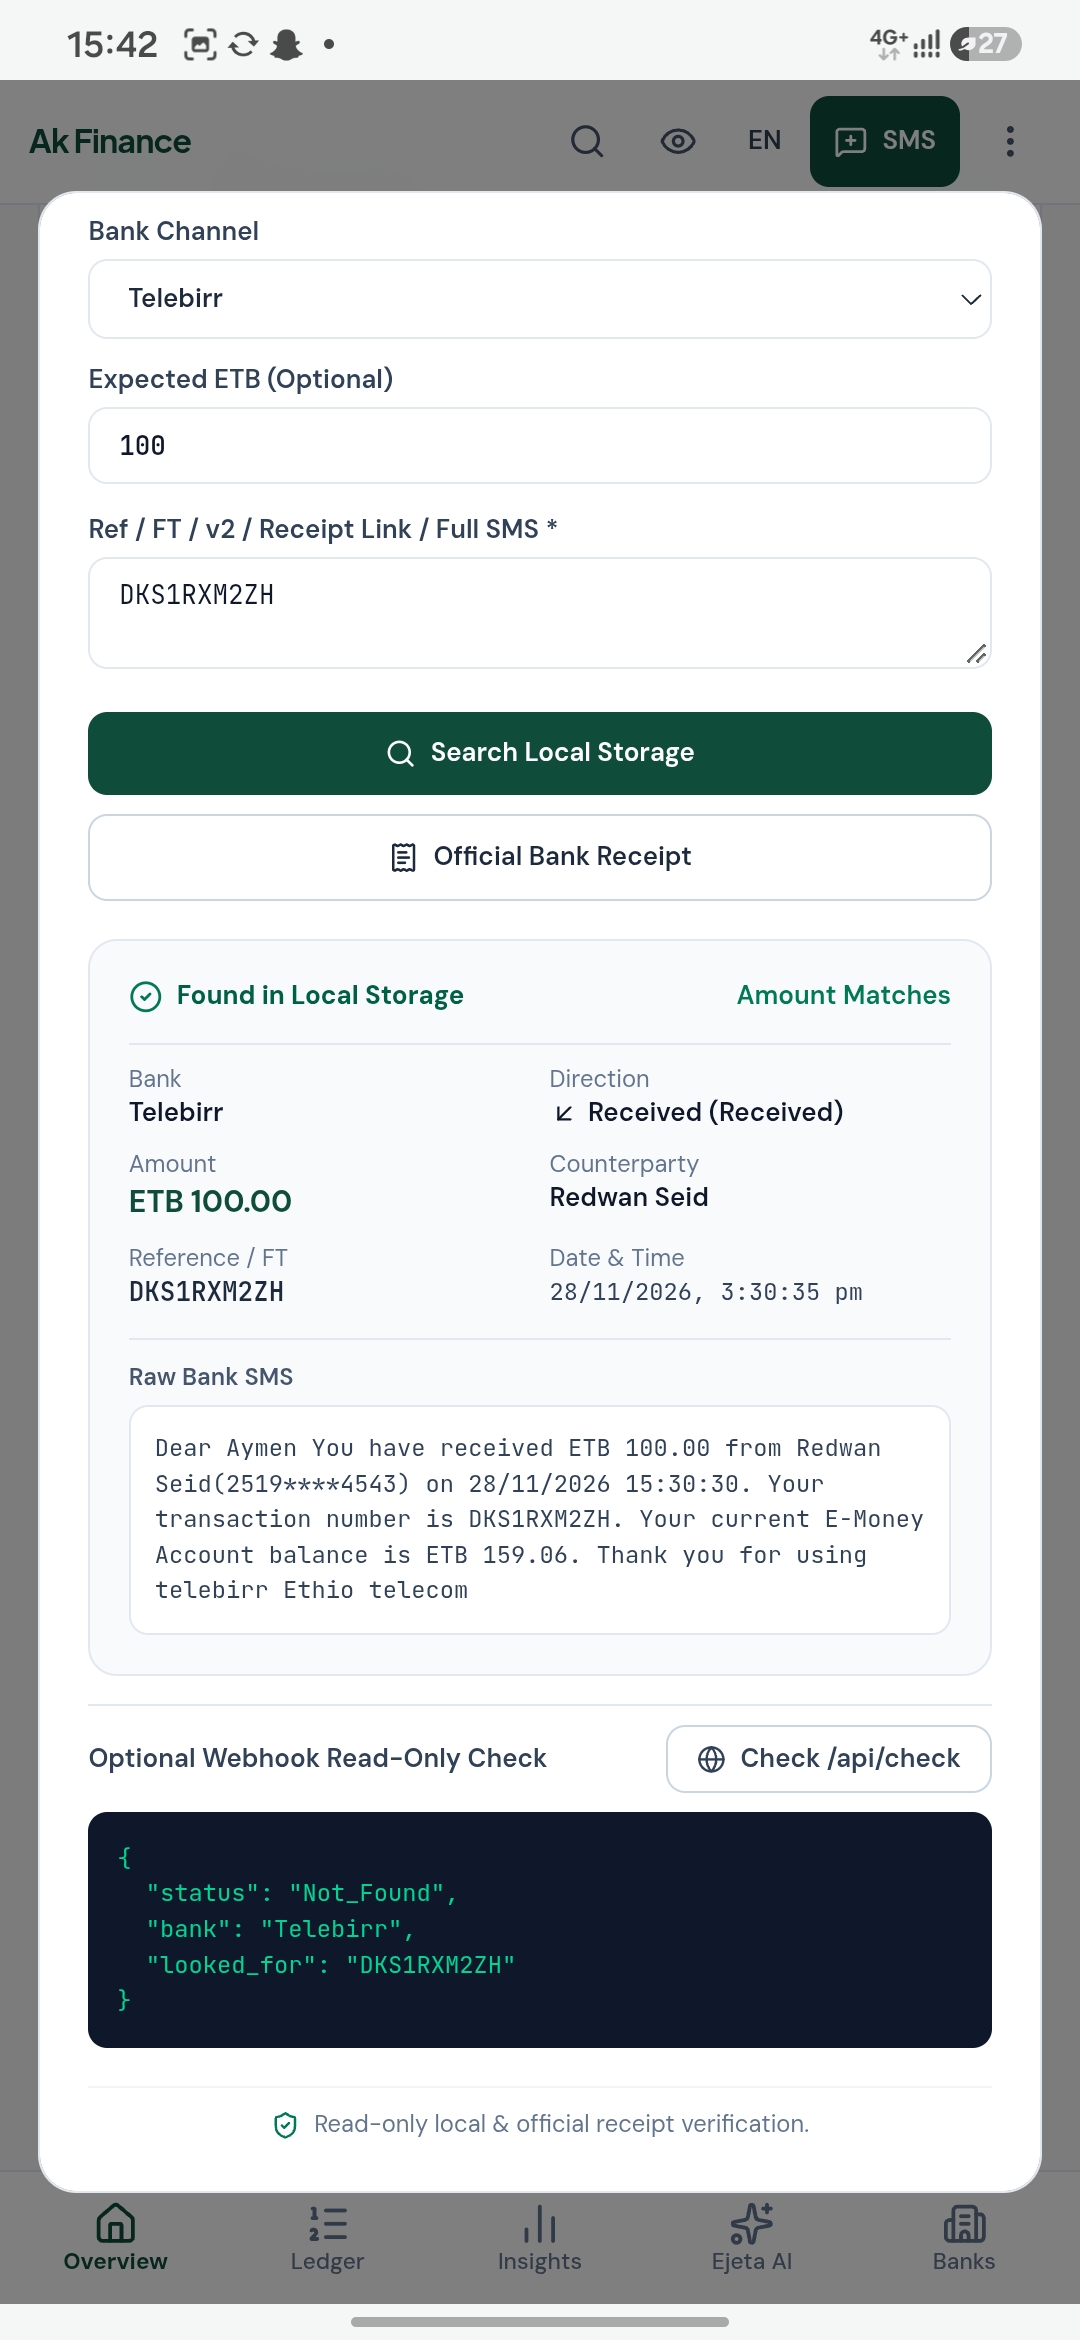 15:42
4G+
27
Ak Finance
EN
SMS
Bank Channel
Telebirr
Expected ETB (Optional)
100
Ref / FT / v2 / Receipt Link / Full SMS *
DKS1RXM2ZH
Search Local Storage
Official Bank Receipt
Found in Local Storage
Amount Matches
Bank
Direction
Telebirr
Received (Received)
Amount
Counterparty
ETB 100.00
Redwan Seid
Reference / FT
Date & Time
DKS1RXM2ZH
28/11/2026, 3:30:35 pm
Raw Bank SMS
Dear Aymen You have received ETB 100.00 from Redwan
Seid(2519****4543) on 28/11/2026 15:30:30. Your
transaction number is DKS1RXM2ZH. Your current E-Money
Account balance is ETB 159.06. Thank you for using
telebirr Ethio telecom
Optional Webhook Read-Only Check
Check /api/check
{
"status": "Not_Found",
"bank": "Telebirr",
"looked_for": "DKS1RXM2ZH"
}
Read-only local & official receipt verification.
Overview
Ledger
Insights
Ejeta AI
Banks